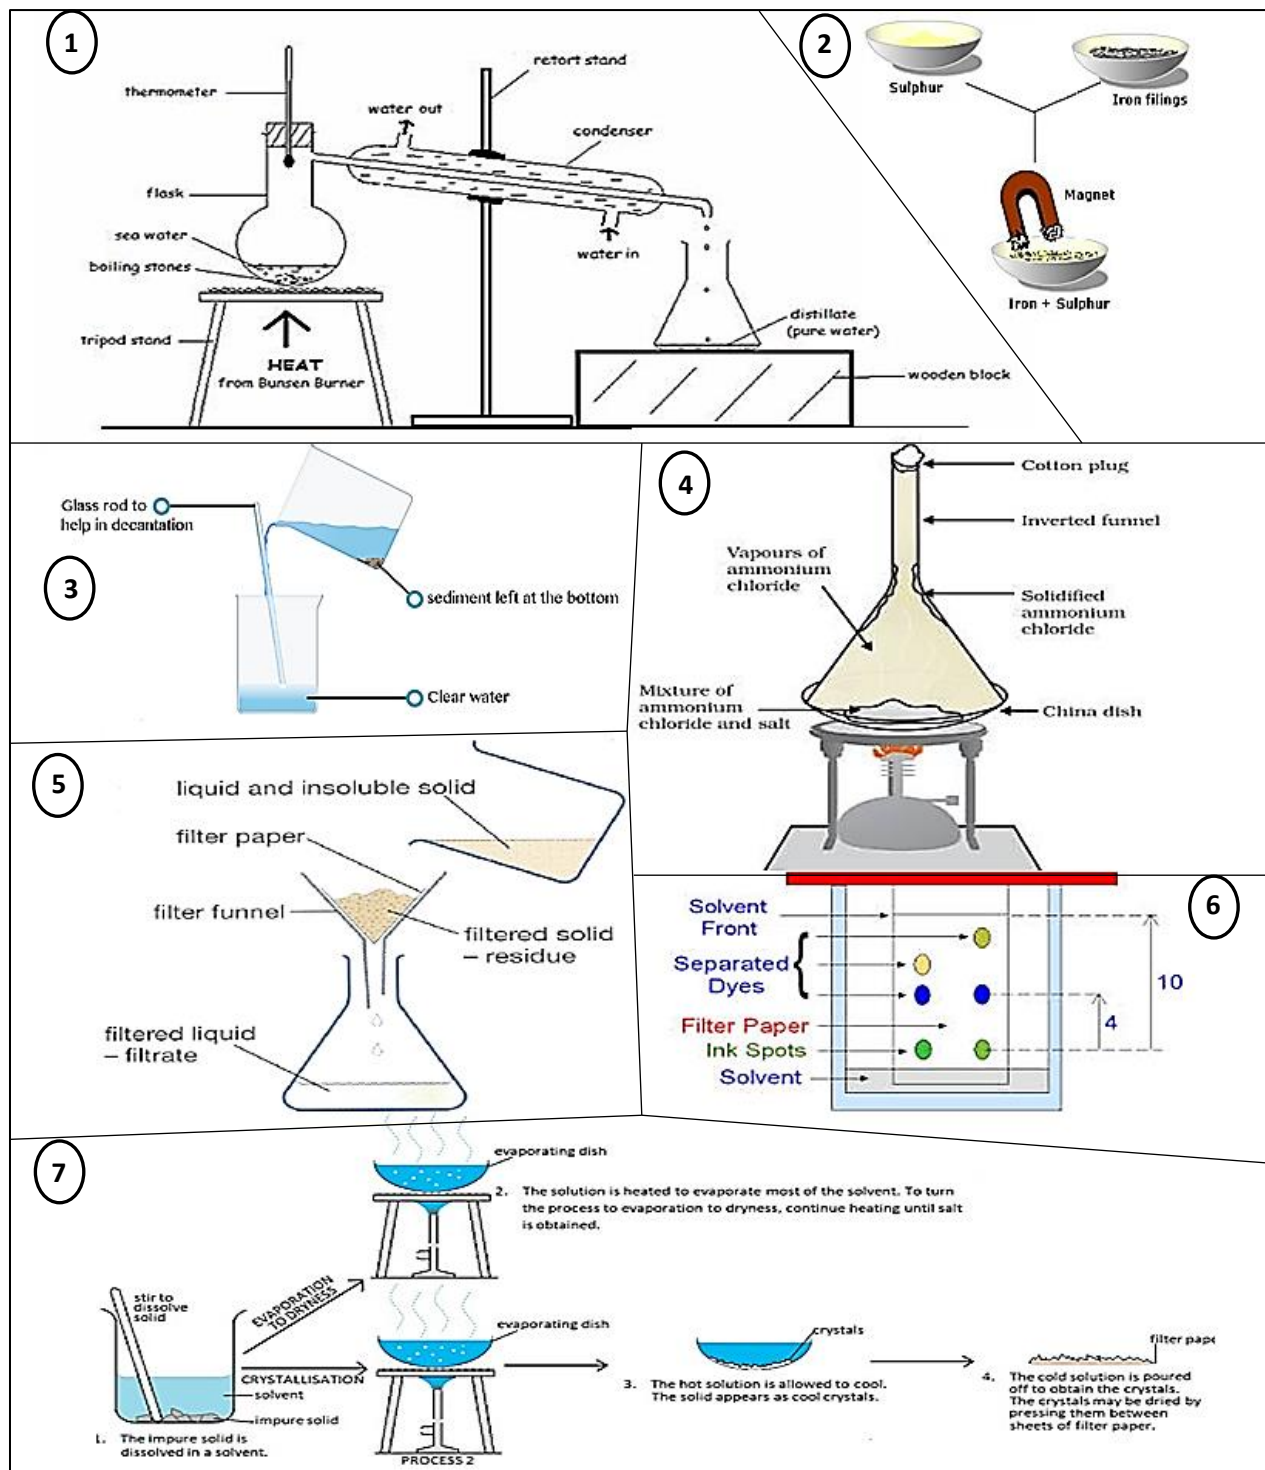 1
thermometer
retort stand
water out
condenser
flask
sea water
boiling stones
water in
distillate
(pure water)
Tripod stand
HEAT
from Bunsen Burner
wooden block
2
Sulphur
Iron filings
Magnet
Iron + Sulphur
3
Glass rod to
help in decantation
sediment left at the bottom
Clear water
4
Cotton plug
Inverted funnel
Vapours of
ammonium
chloride
Solidified
ammonium
chloride
Mixture of
ammonium
chloride and salt
China dish
5
liquid and insoluble solid
filter paper
filter funnel
filtered solid
– residue
filtered liquid
– filtrate
6
Solvent
Front
Separated
Dyes
10
4
Filter Paper
Ink Spots
Solvent
7
evaporating dish
2. The solution is heated to evaporate most of the solvent. To turn
the process to evaporation to dryness, continue heating until salt
is obtained.
stir to
dissolve
solid
EVAPORATION
TO DRYNESS
evaporating dish
CRYSTALLISATION
solvent
impure solid
1. The impure solid is
dissolved in a solvent.
PROCESS 2
crystals
3. The hot solution is allowed to cool.
The solid appears as cool crystals.
filter pape
4. The cold solution is poured
off to obtain the crystals.
The crystals may be dried by
pressing them between
sheets of filter paper.